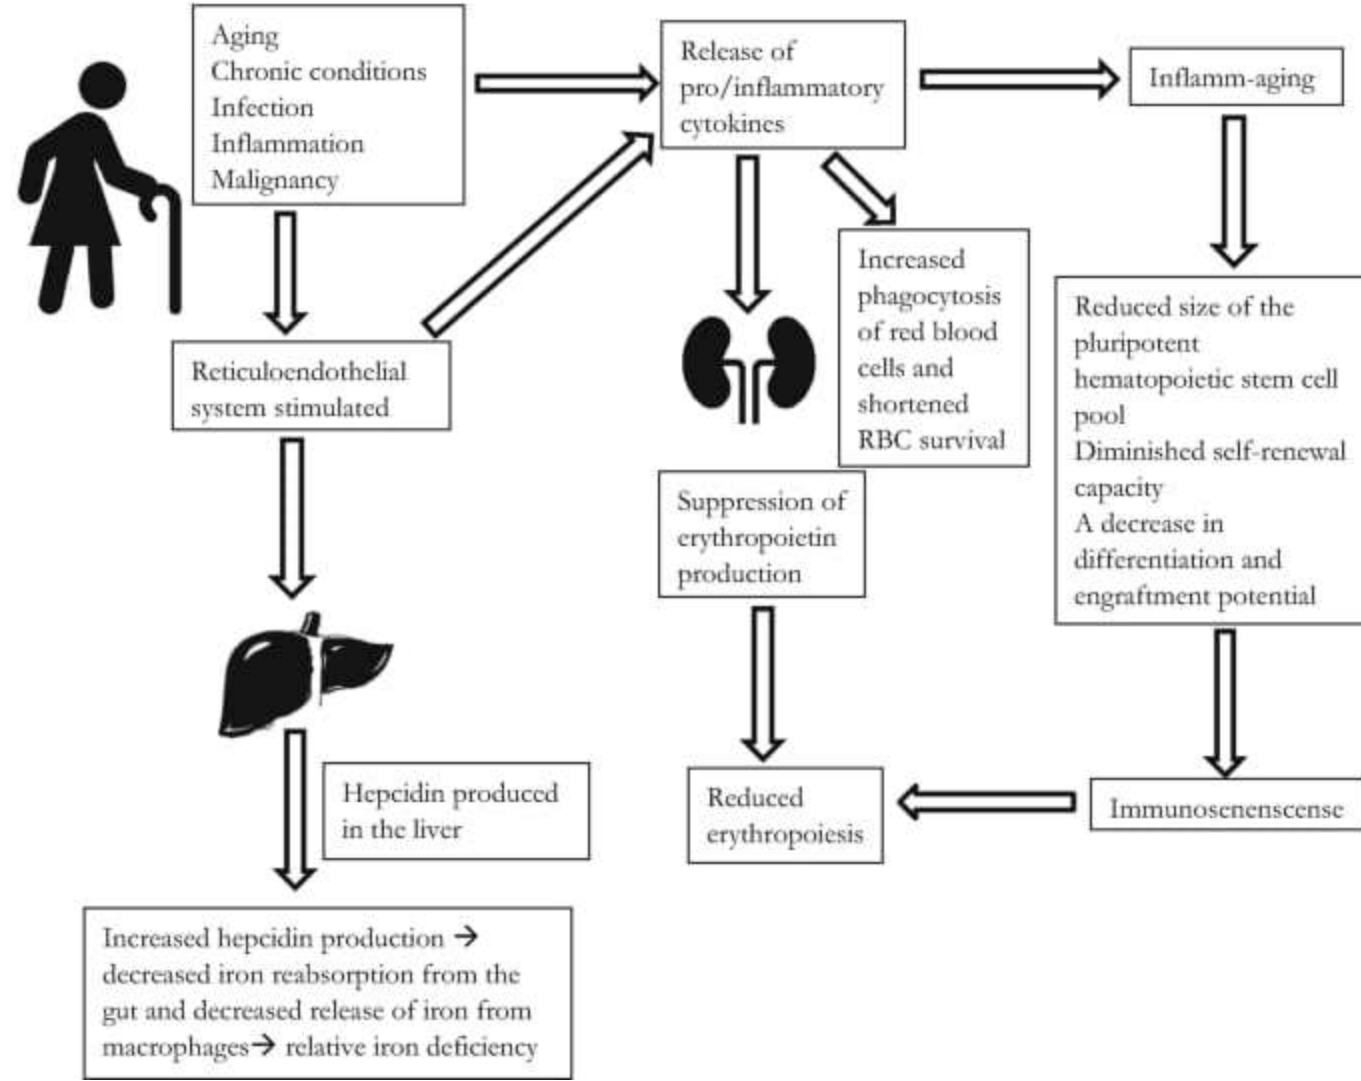 Aging
Chronic conditions
Infection
Inflammation
Malignancy
Release of
pro/inflammatory
cytokines
Inflamm-aging
Increased
phagocytosis
of red blood
cells and
shortened
RBC survival
Reduced size of the
pluripotent
hematopoietic stem cell
pool
Diminished self-renewal
capacity
A decrease in
differentiation and
engraftment potential
Reticuloendothelial
system stimulated
Suppression of
erythropoietin
production
Hepcidin produced
in the liver
Reduced
erythropoiesis
Immunosenenscense
Increased hepcidin production →
decreased iron reabsorption from the
gut and decreased release of iron from
macrophages→ relative iron deficiency